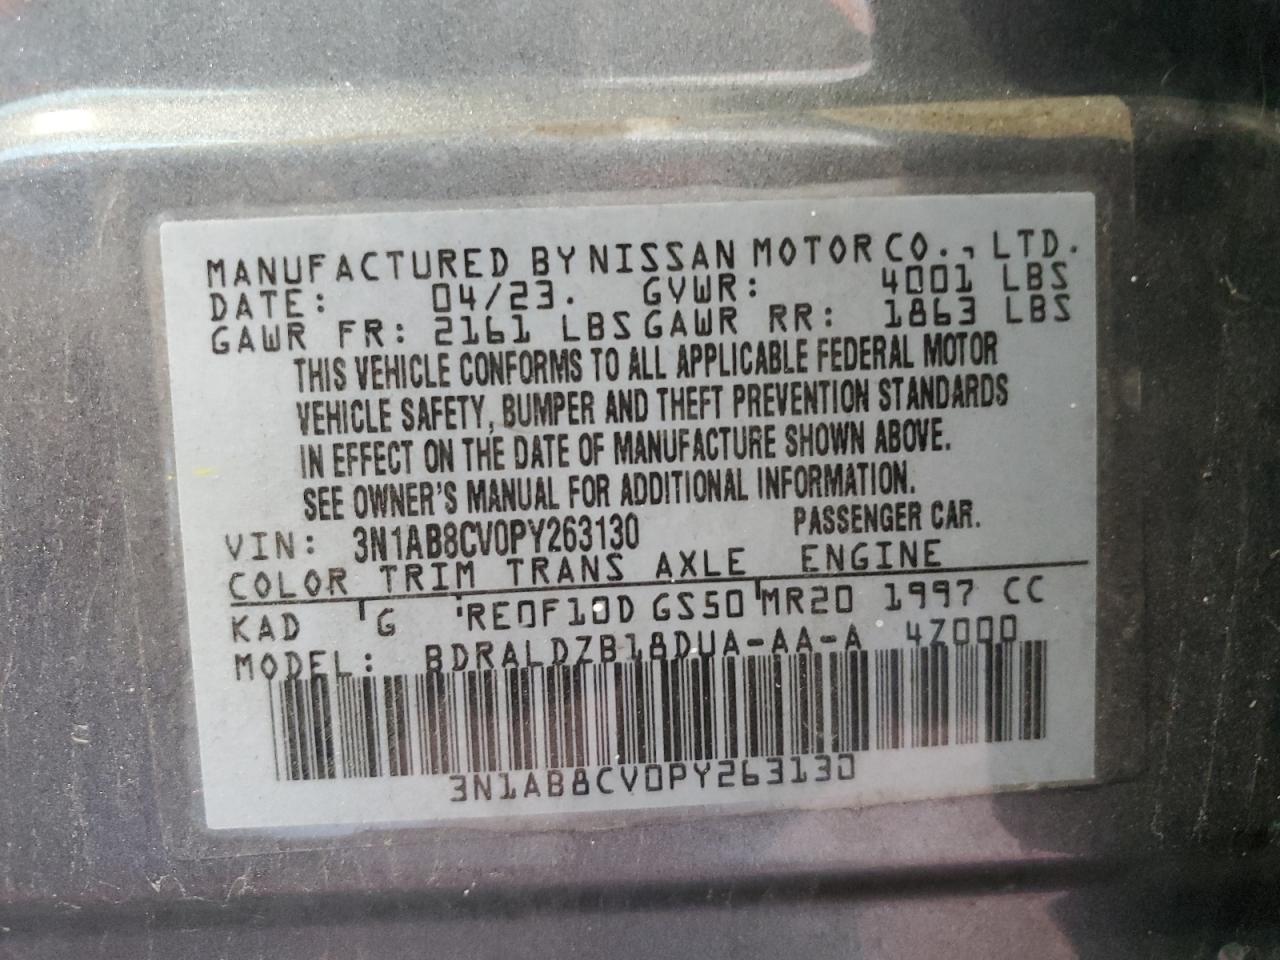 MANUFACTURED BY NISSAN MOTOR CO., LTD.
DATE: 04/23. GVWR: 4001 LBS
GAWR FR: 2161 LBS GAWR RR: 1863 LBS
THIS VEHICLE CONFORMS TO ALL APPLICABLE FEDERAL MOTOR
VEHICLE SAFETY, BUMPER AND THEFT PREVENTION STANDARDS
IN EFFECT ON THE DATE OF MANUFACTURE SHOWN ABOVE.
SEE OWNER'S MANUAL FOR ADDITIONAL INFORMATION.
VIN: 3N1AB8CV0PY263130 PASSENGER CAR.
COLOR TRIM TRANS AXLE ENGINE
KAD G RE0F10D GS50 MR20 1997 CC
MODEL: BDRALDZB18DUA-AA-A 4Z000
3N1AB8CV0PY263130